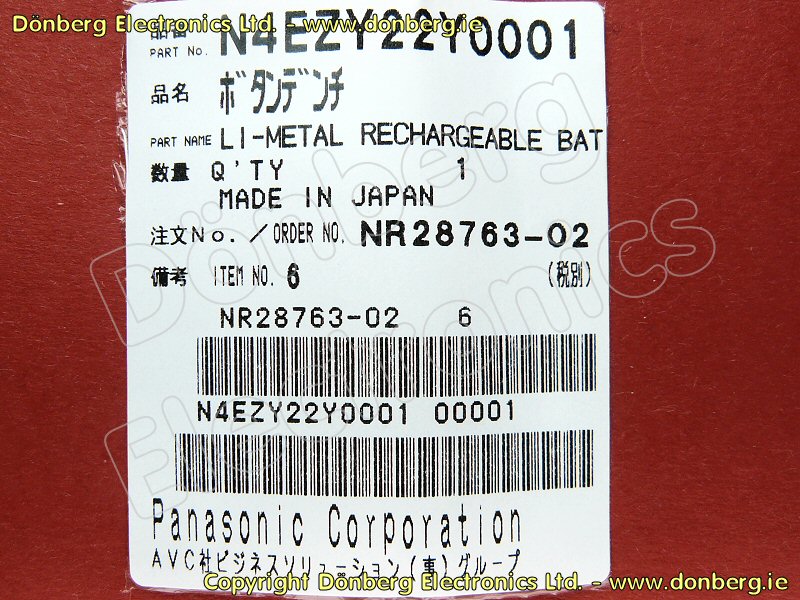 Dönberg Electronics Ltd. - www.donberg.ie
品番
PART No. N4EZY22Y0001
品名 ボタンデンチ
PART NAME LI-METAL RECHARGEABLE BAT
数量 Q'TY 1
MADE IN JAPAN
注文No./ORDER NO. NR28763-02
備考 ITEM NO. 6 (税別)
NR28763-02 6
N4EZY22Y0001 00001
Panasonic Corporation
AVC社ビジネスソリューション(事)グループ
Dönberg Electronics
Copyright Dönberg Electronics Ltd. - www.donberg.ie